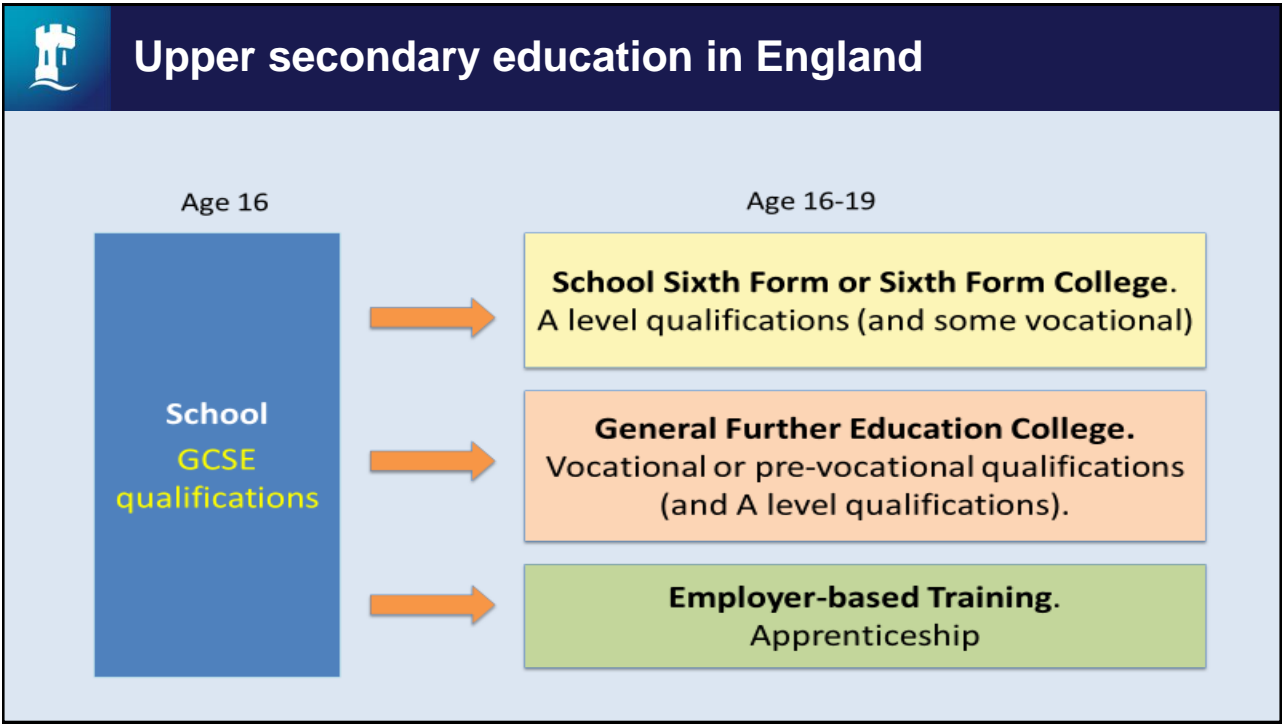 Upper secondary education in England
Age 16
Age 16-19
School
GCSE
qualifications
School Sixth Form or Sixth Form College.
A level qualifications (and some vocational)
General Further Education College.
Vocational or pre-vocational qualifications
(and A level qualifications).
Employer-based Training.
Apprenticeship